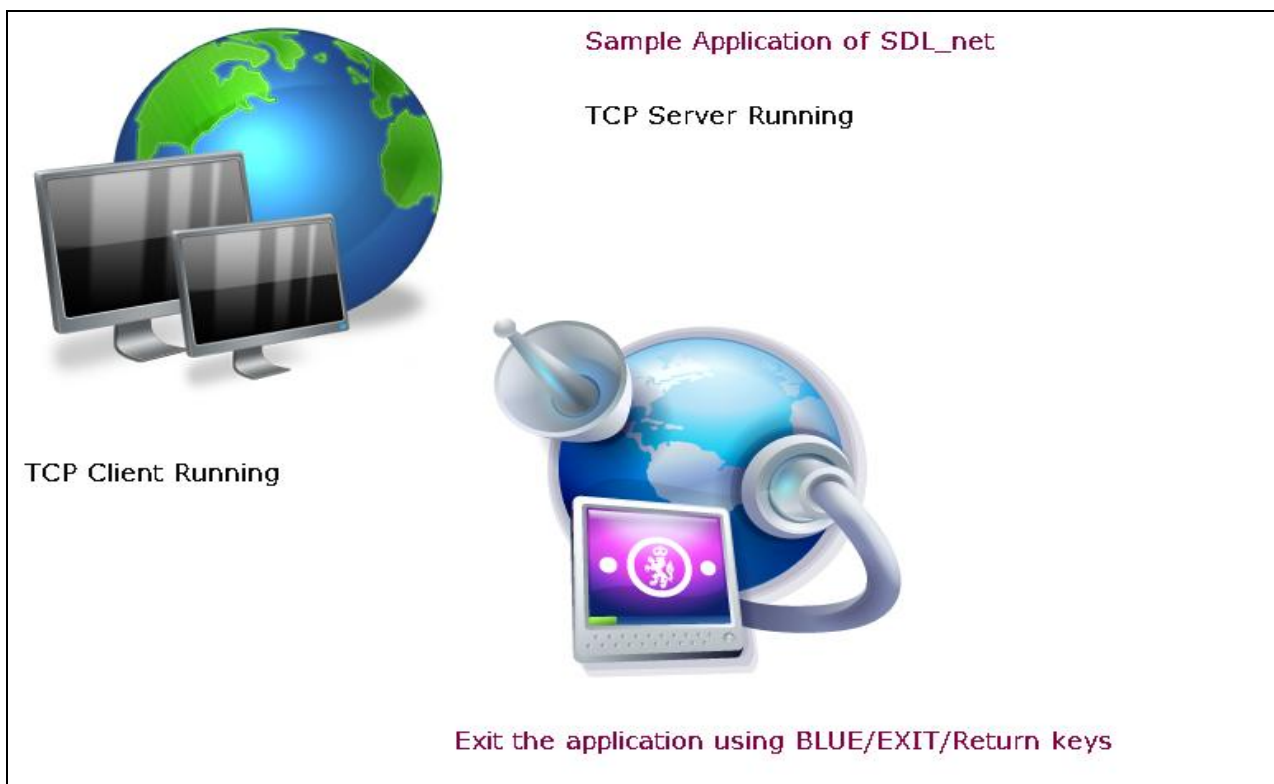 Sample Application of SDL_net
TCP Server Running
TCP Client Running
Exit the application using BLUE/EXIT/Return keys